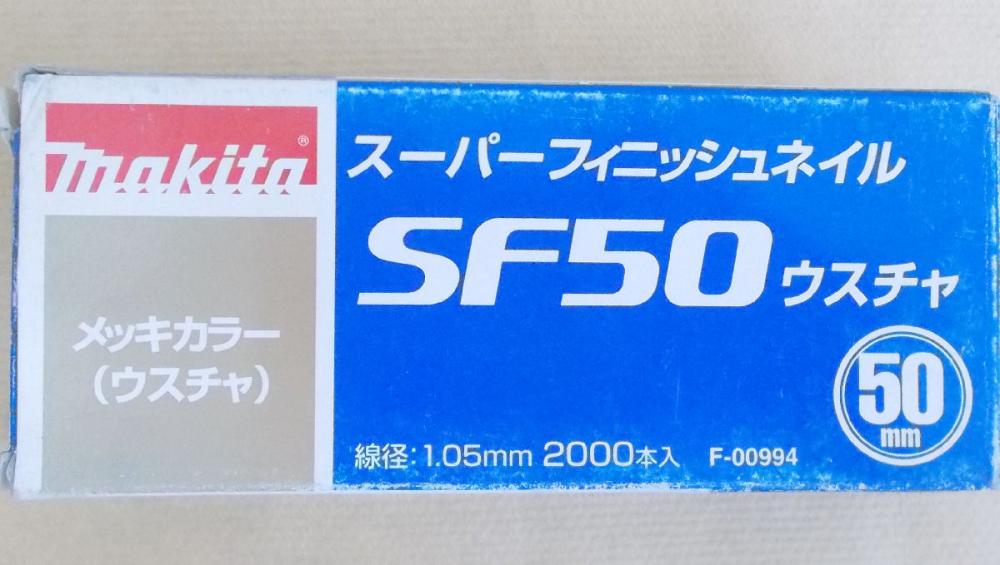 makita®
メッキカラー
(ウスチャ)
スーパーフィニッシュネイル
SF50 ウスチャ
50
mm
線径:1.05mm 2000本入 F-00994